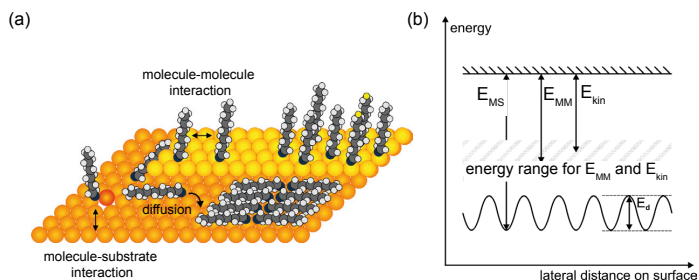 (a)
molecule-molecule
interaction
diffusion
molecule-substrate
interaction
(b)
energy
E_MS
E_MM
E_kin
energy range for E_MM and E_kin
E_d
lateral distance on surface